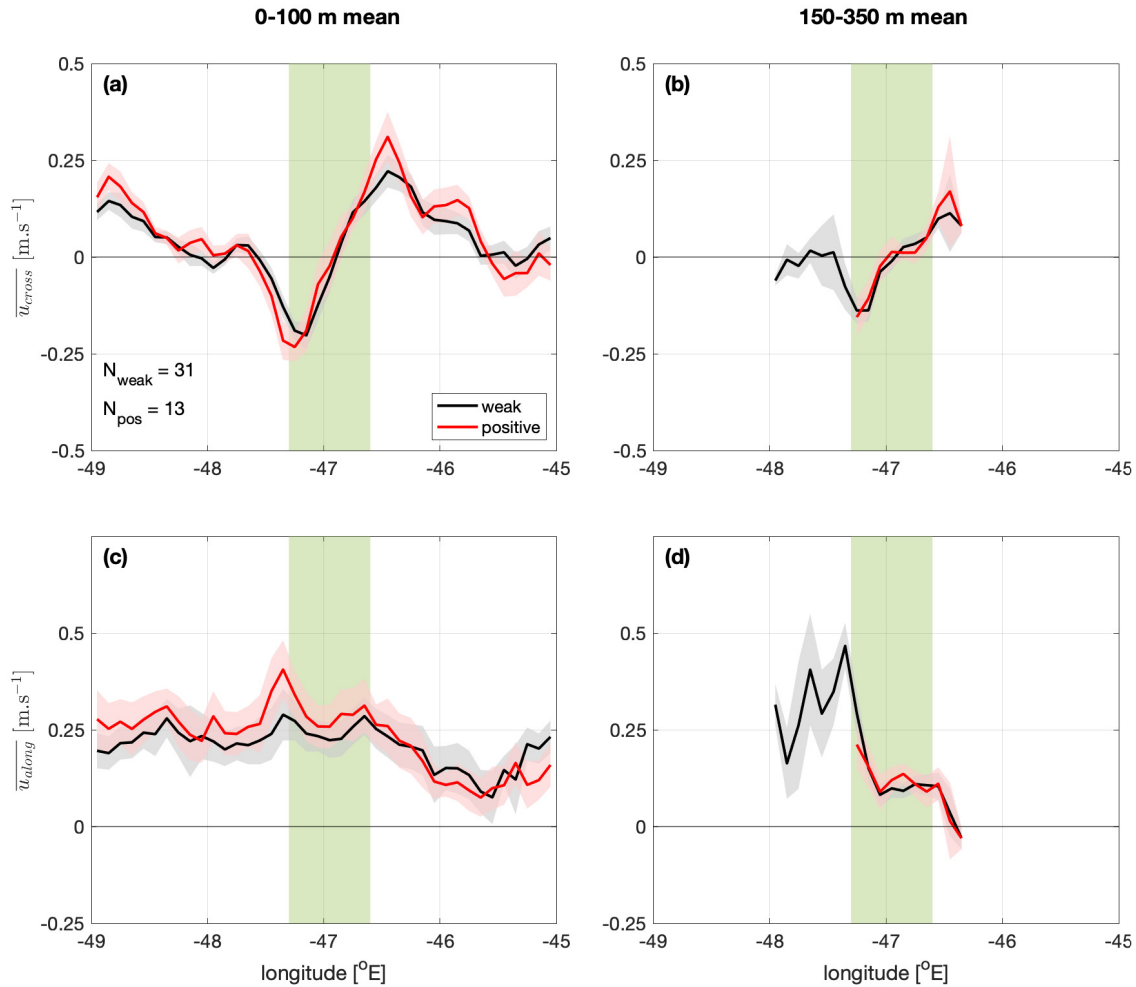 0-100 m mean
150-350 m mean
(a)
0.5
0.25
0
-0.25
-0.5
u_cross [m.s⁻¹]
N_weak = 31
N_pos = 13
weak
positive
-49
-48
-47
-46
-45
(b)
0.5
0.25
0
-0.25
-0.5
-49
-48
-47
-46
-45
(c)
0.5
0.25
0
-0.25
u_along [m.s⁻¹]
-49
-48
-47
-46
-45
longitude [°E]
(d)
0.5
0.25
0
-0.25
-49
-48
-47
-46
-45
longitude [°E]